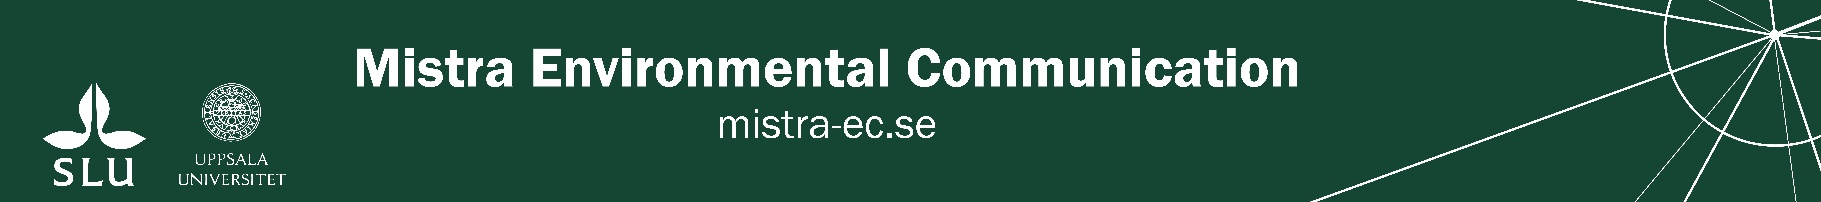 Mistra Environmental Communication
mistra-ec.se
SLU
UPPSALA
UNIVERSITET